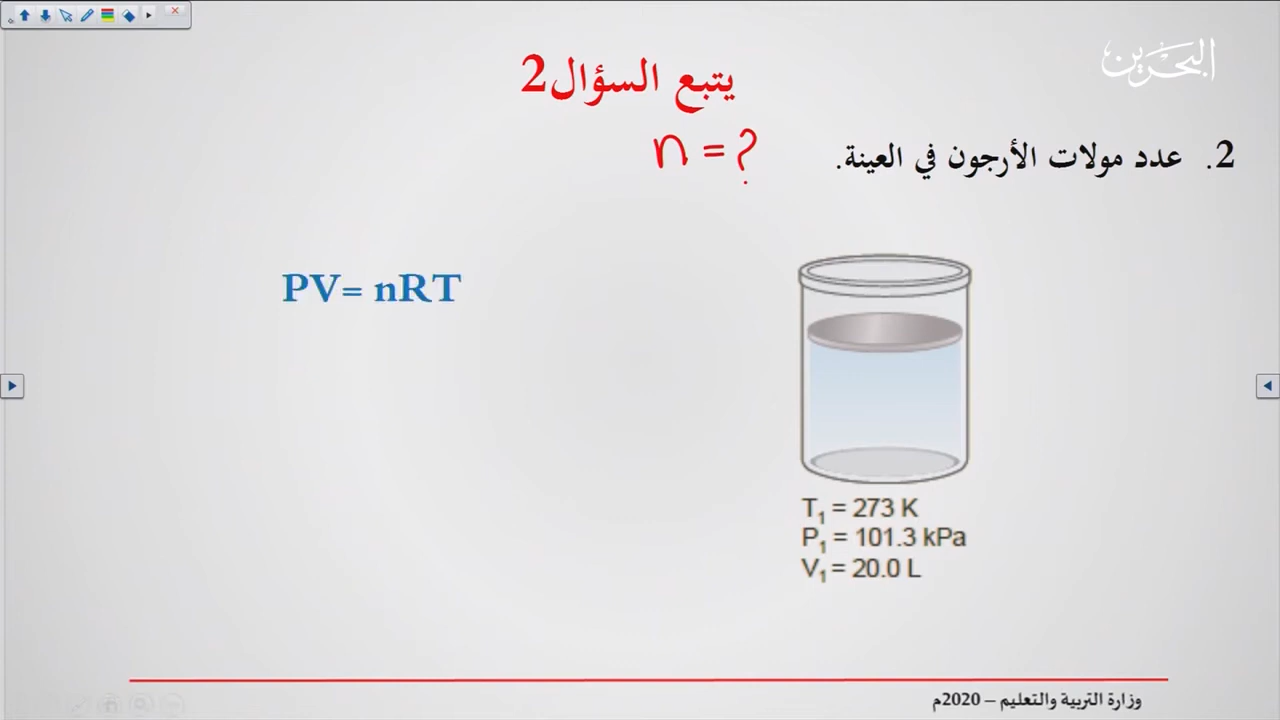 البحرين
يتبع السؤال2
2. عدد مولات الأرجون في العينة.
n = ?
PV= nRT
T₁ = 273 K
P₁ = 101.3 kPa
V₁ = 20.0 L
وزارة التربية والتعليم – 2020م